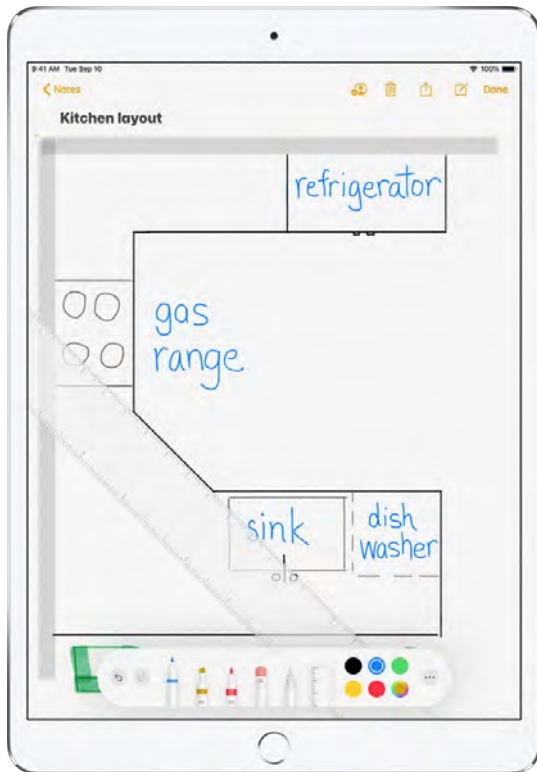 9:41 AM Tue Sep 10
100%
Notes
Done
Kitchen layout
refrigerator
gas
range
sink
dish
washer